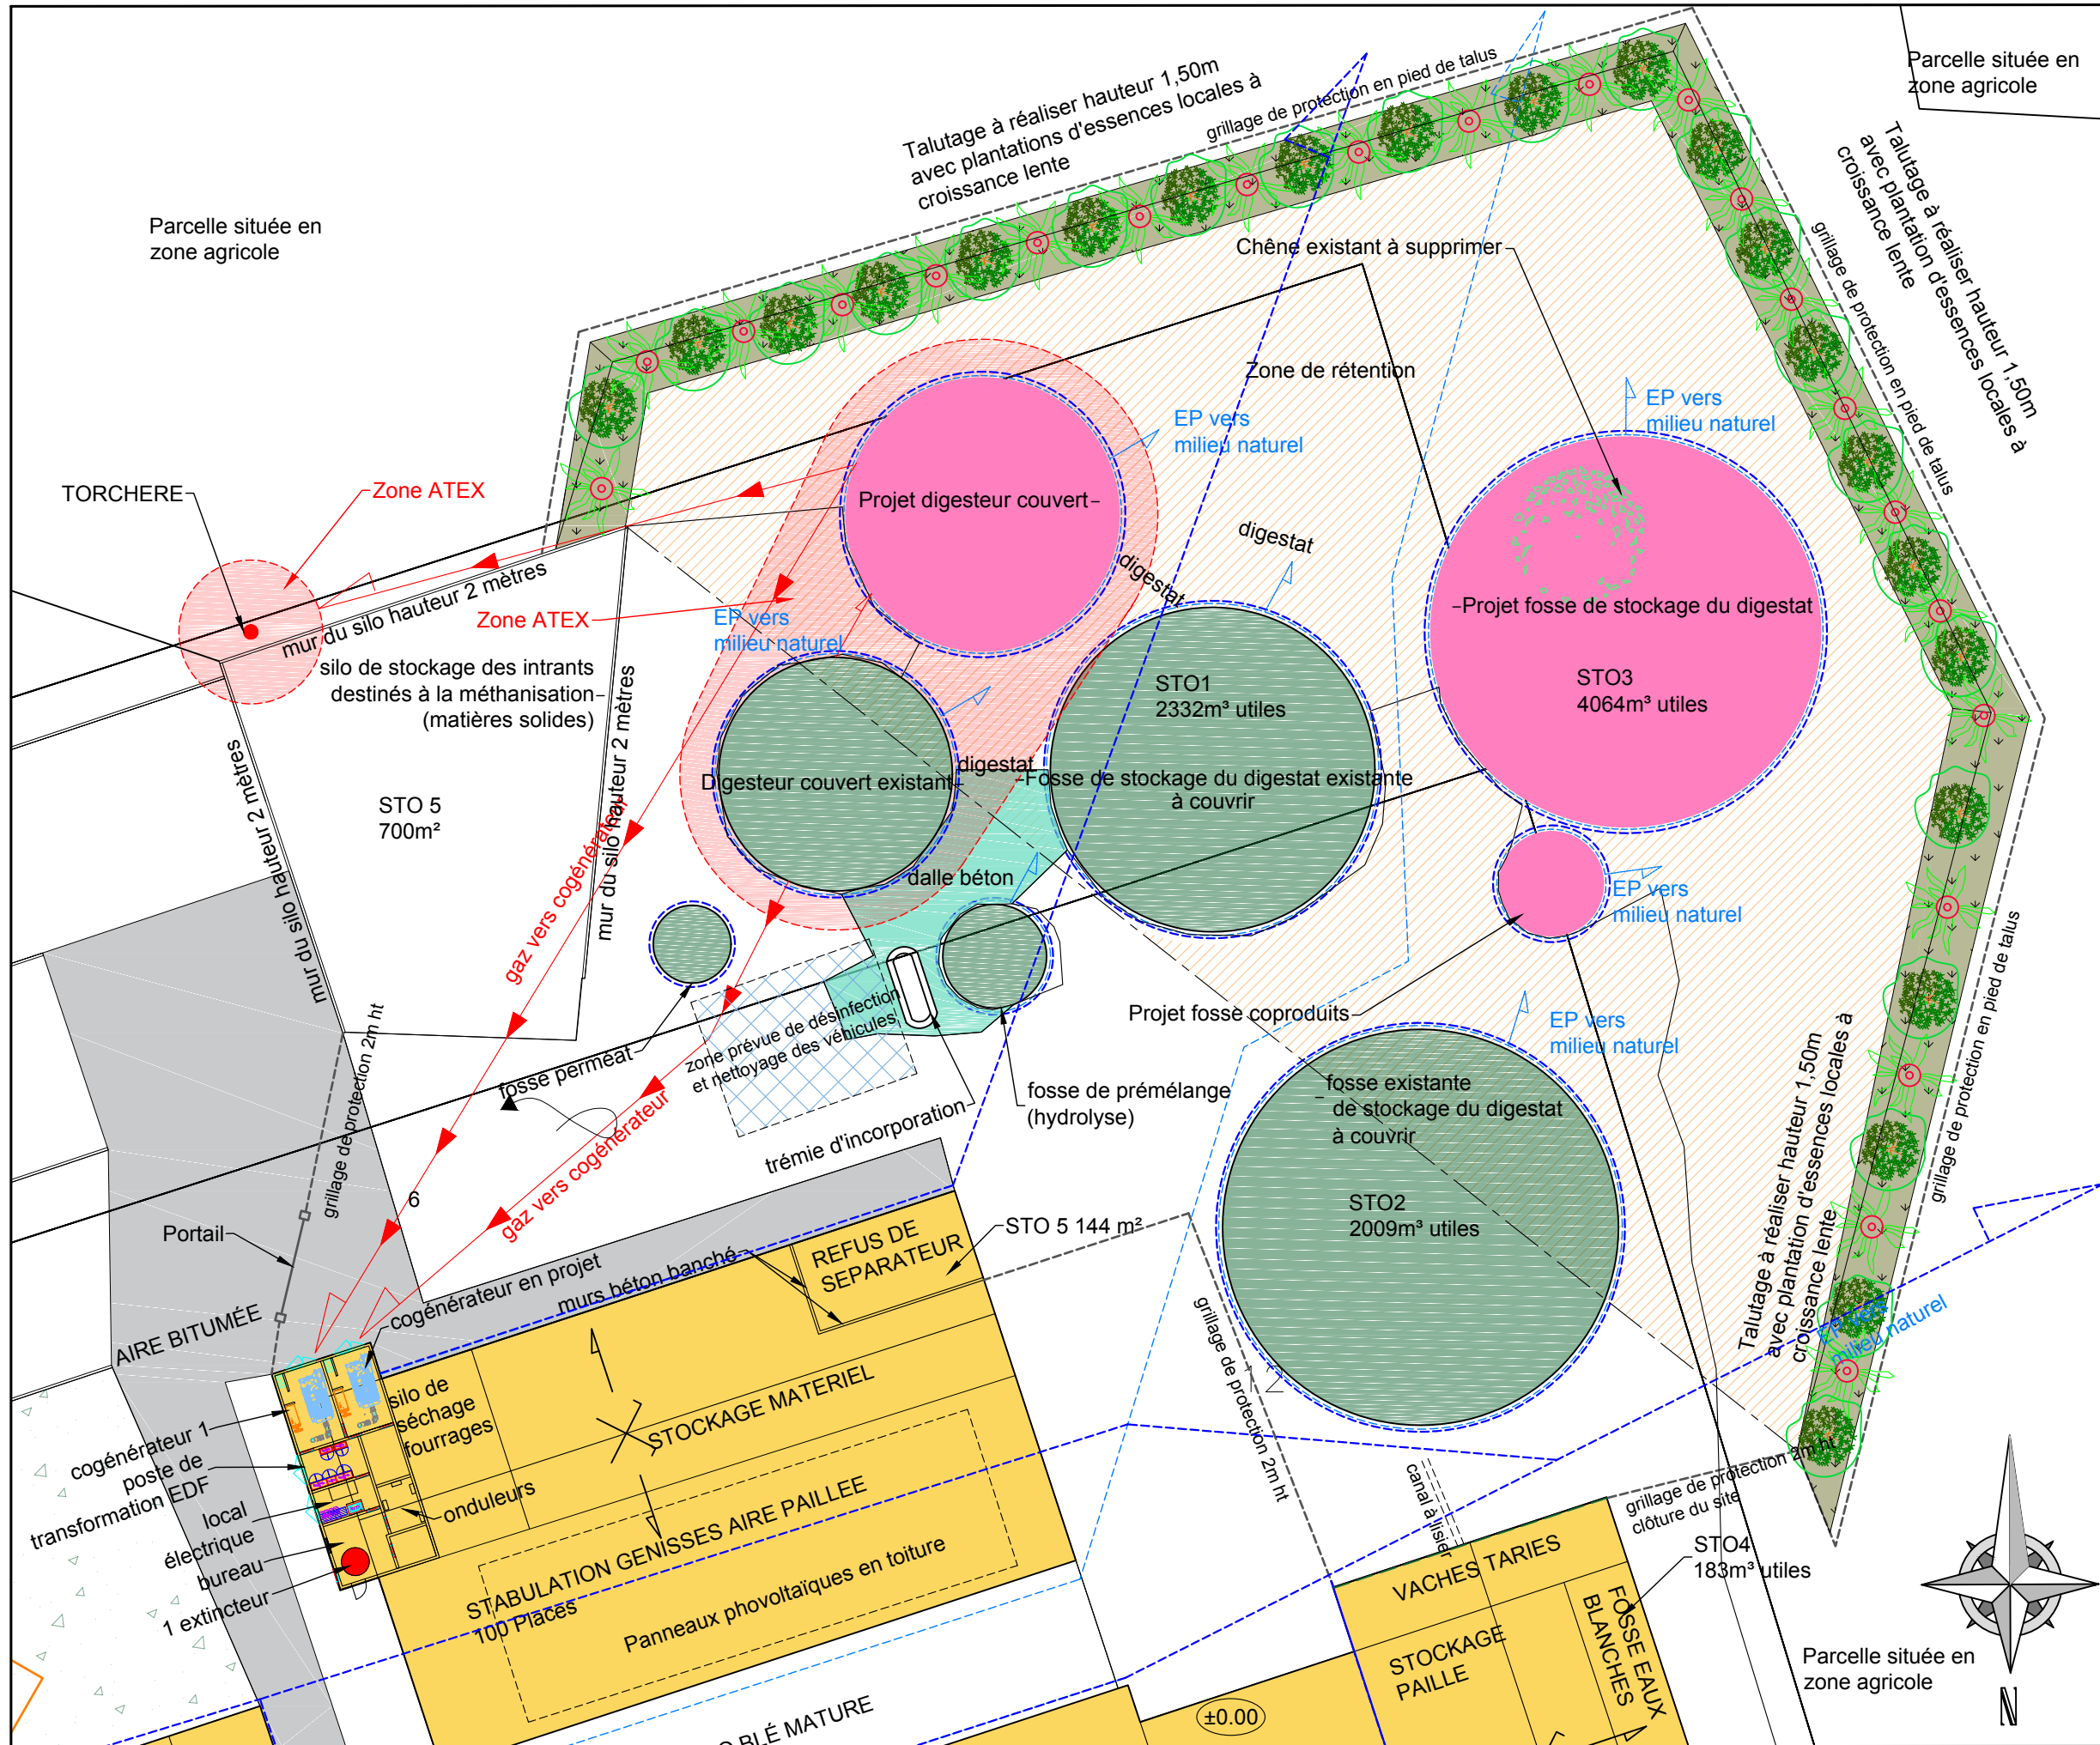 Parcelle située en
zone agricole
Parcelle située en
zone agricole
Talutage à réaliser hauteur 1,50m
avec plantations d'essences locales à
croissance lente
grillage de protection en pied de talus
Talutage à réaliser hauteur 1,50m
avec plantation d'essences locales à
croissance lente
grillage de protection en pied de talus
Chêne existant à supprimer
Zone de rétention
EP vers
milieu naturel
EP vers
milieu naturel
TORCHERE
Zone ATEX
Projet digesteur couvert
digestat
digestat
mur du silo hauteur 2 mètres
Zone ATEX
EP vers
milieu naturel
Projet fosse de stockage du digestat
STO3
4064m³ utiles
silo de stockage des intrants
destinés à la méthanisation
(matières solides)
STO1
2332m³ utiles
mur du silo hauteur 2 mètres
mur du silo hauteur 2 mètres
Digesteur couvert existant
digestat
Fosse de stockage du digestat existante
à couvrir
STO 5
700m²
gaz vers cogénérateur
dalle béton
EP vers
milieu naturel
Projet fosse coproduits
EP vers
milieu naturel
grillage de protection 2m ht
fosse perméat
zone prévue de désinfection
et nettoyage des véhicules
fosse de prémélange
(hydrolyse)
trémie d'incorporation
fosse existante
de stockage du digestat
à couvrir
STO2
2009m³ utiles
Talutage à réaliser hauteur 1,50m
avec plantation d'essences locales à
croissance lente
grillage de protection en pied de talus
gaz vers cogénérateur
6
Portail
STO 5 144 m²
REFUS DE
SEPARATEUR
murs béton banché
cogénérateur en projet
AIRE BITUMÉE
grillage de protection 2m ht
12
EP vers
milieu naturel
silo de
séchage
fourrages
STOCKAGE MATERIEL
cogénérateur 1
poste de
transformation EDF
local
électrique
bureau
1 extincteur
onduleurs
STABULATION GENISSES AIRE PAILLEE
100 Places
Panneaux phovoltaïques en toiture
canal à lisier
grillage de protection 2m ht
clôture du site
STO4
183m³ utiles
VACHES TARIES
STOCKAGE
PAILLE
FOSSE EAUX
BLANCHES
Parcelle située en
zone agricole
±0.00
BLÉ MATURE
N